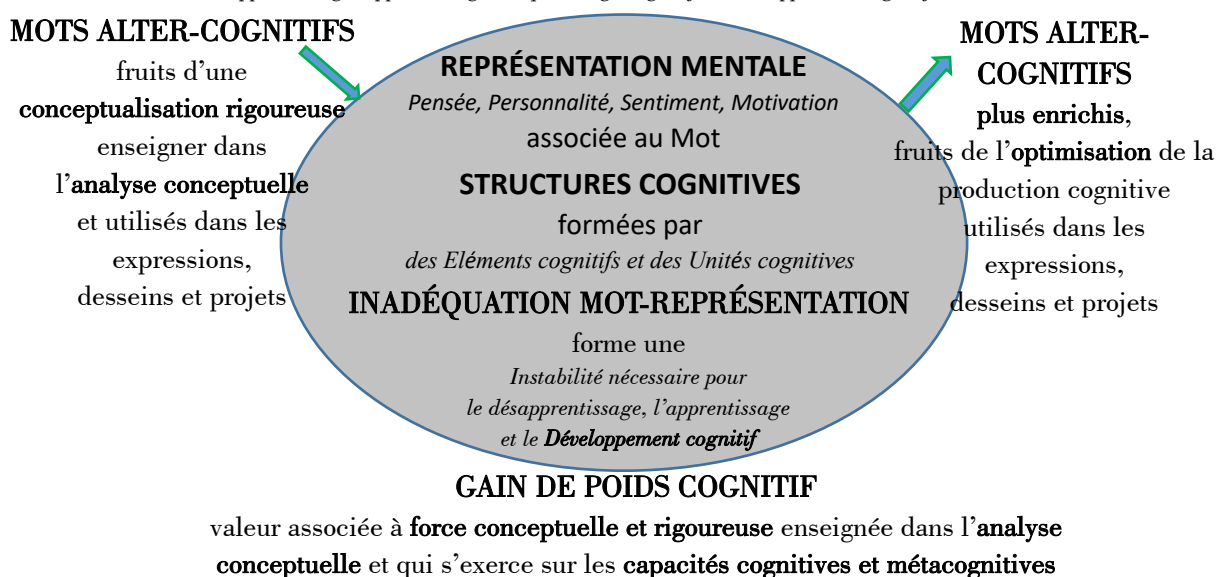 MOTS ALTER-COGNITIFS
fruits d'une
conceptualisation rigoureuse
enseigner dans
l'analyse conceptuelle
et utilisés dans les
expressions,
desseins et projets
REPRÉSENTATION MENTALE
Pensée, Personnalité, Sentiment, Motivation
associée au Mot
STRUCTURES COGNITIVES
formées par
des Eléments cognitifs et des Unités cognitives
INADÉQUATION MOT-REPRÉSENTATION
forme une
Instabilité nécessaire pour
le désapprentissage, l'apprentissage
et le Développement cognitif
MOTS ALTER-
COGNITIFS
plus enrichis,
fruits de l'optimisation de la
production cognitive
utilisés dans les
expressions,
desseins et projets
GAIN DE POIDS COGNITIF
valeur associée à force conceptuelle et rigoureuse enseignée dans l'analyse
conceptuelle et qui s'exerce sur les capacités cognitives et métacognitives